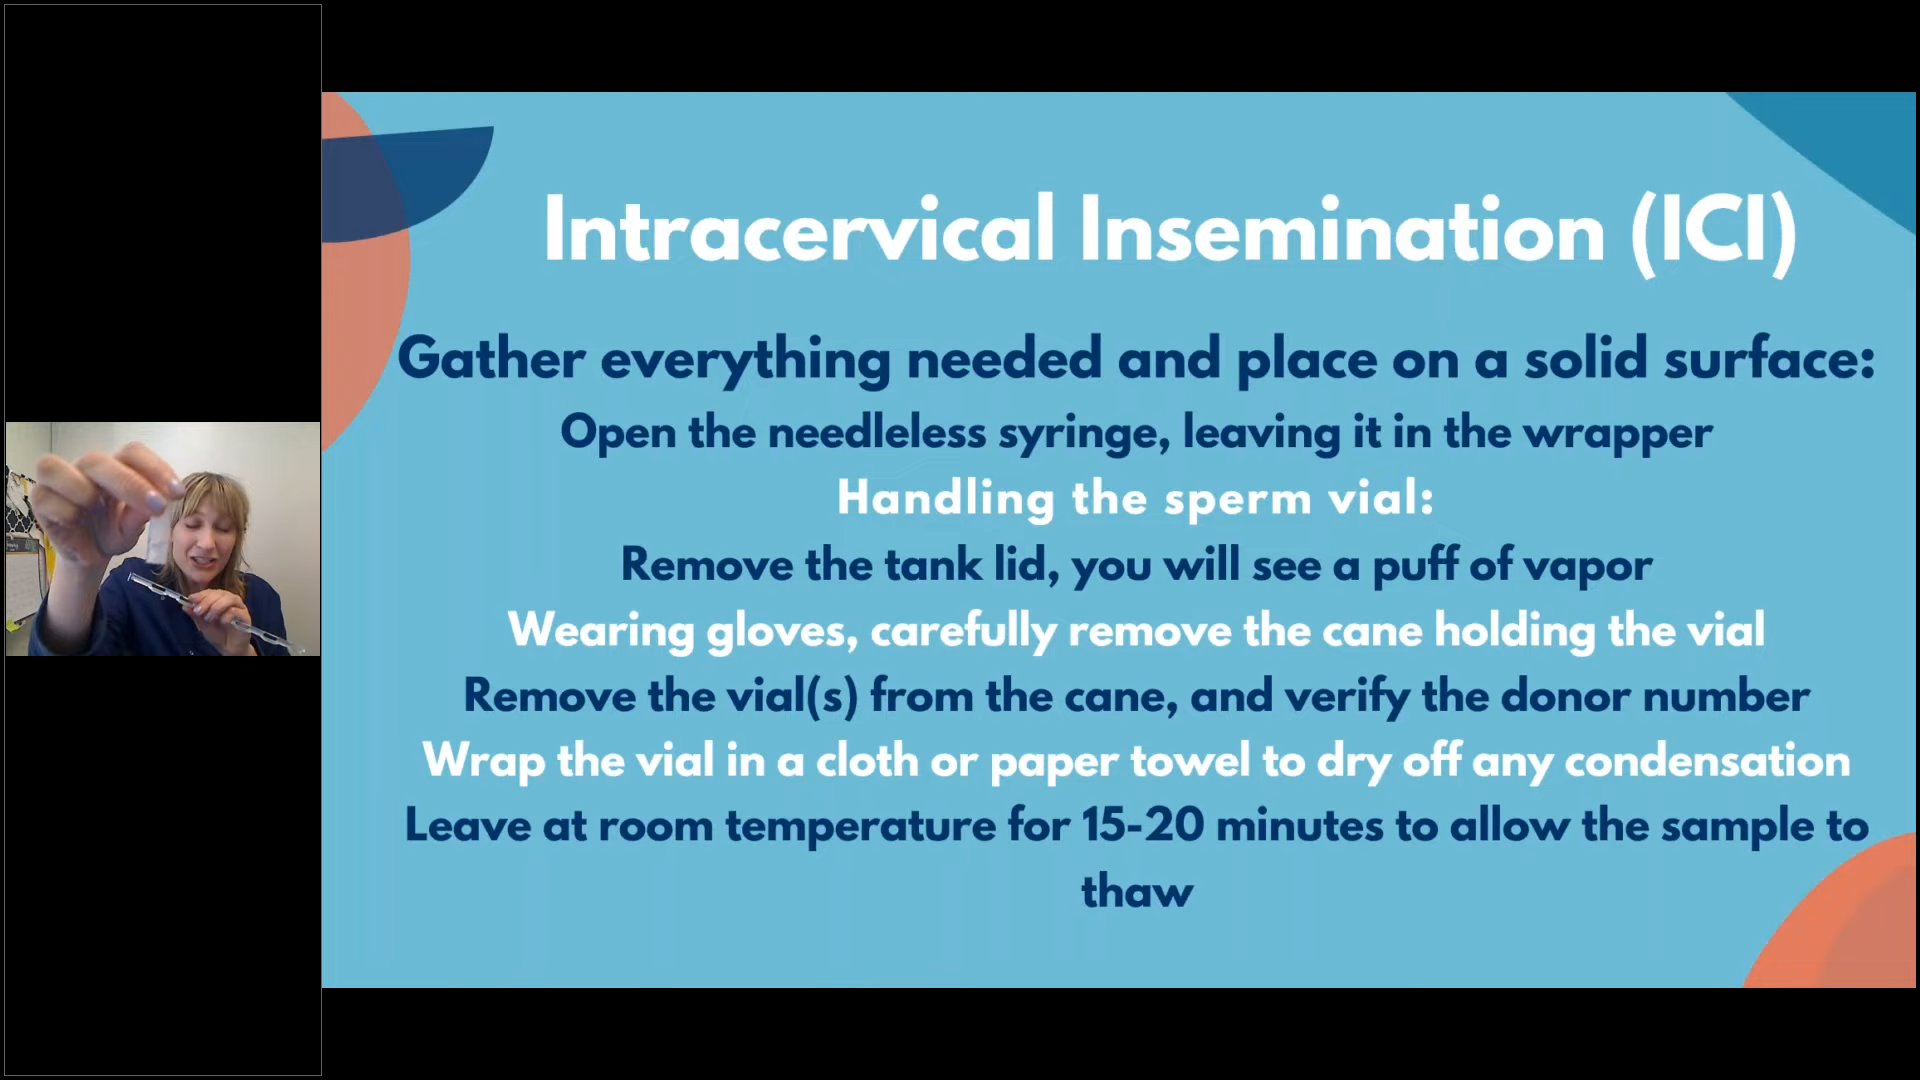 Intracervical Insemination (ICI)
Gather everything needed and place on a solid surface:
Open the needleless syringe, leaving it in the wrapper
Handling the sperm vial:
Remove the tank lid, you will see a puff of vapor
Wearing gloves, carefully remove the cane holding the vial
Remove the vial(s) from the cane, and verify the donor number
Wrap the vial in a cloth or paper towel to dry off any condensation
Leave at room temperature for 15-20 minutes to allow the sample to
thaw